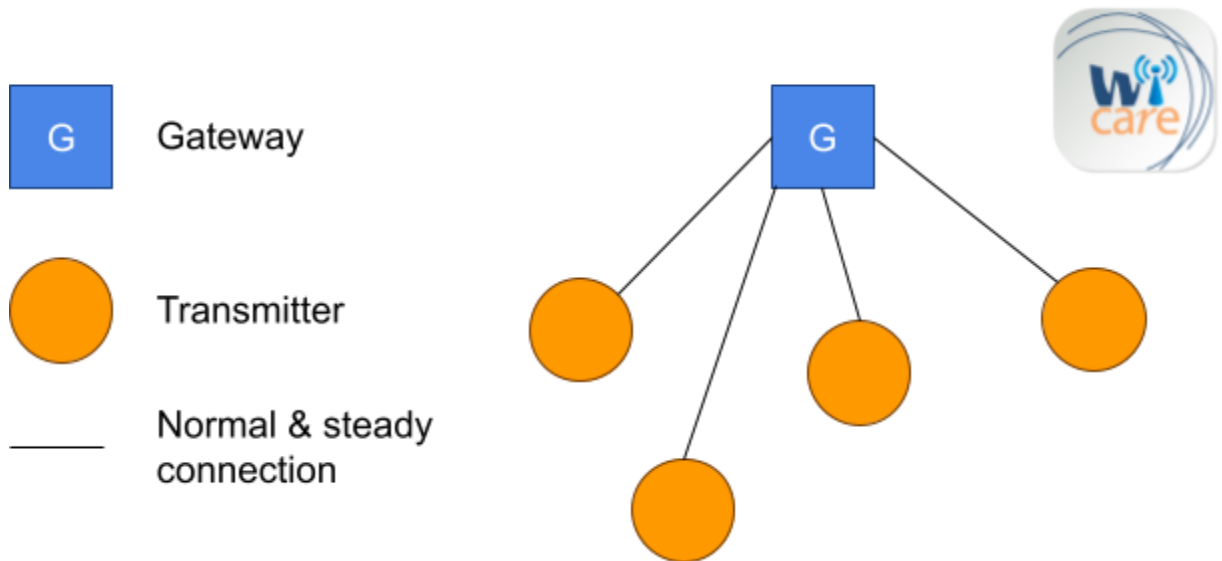 G
Gateway
G
Transmitter
Normal & steady
connection
Wi
care